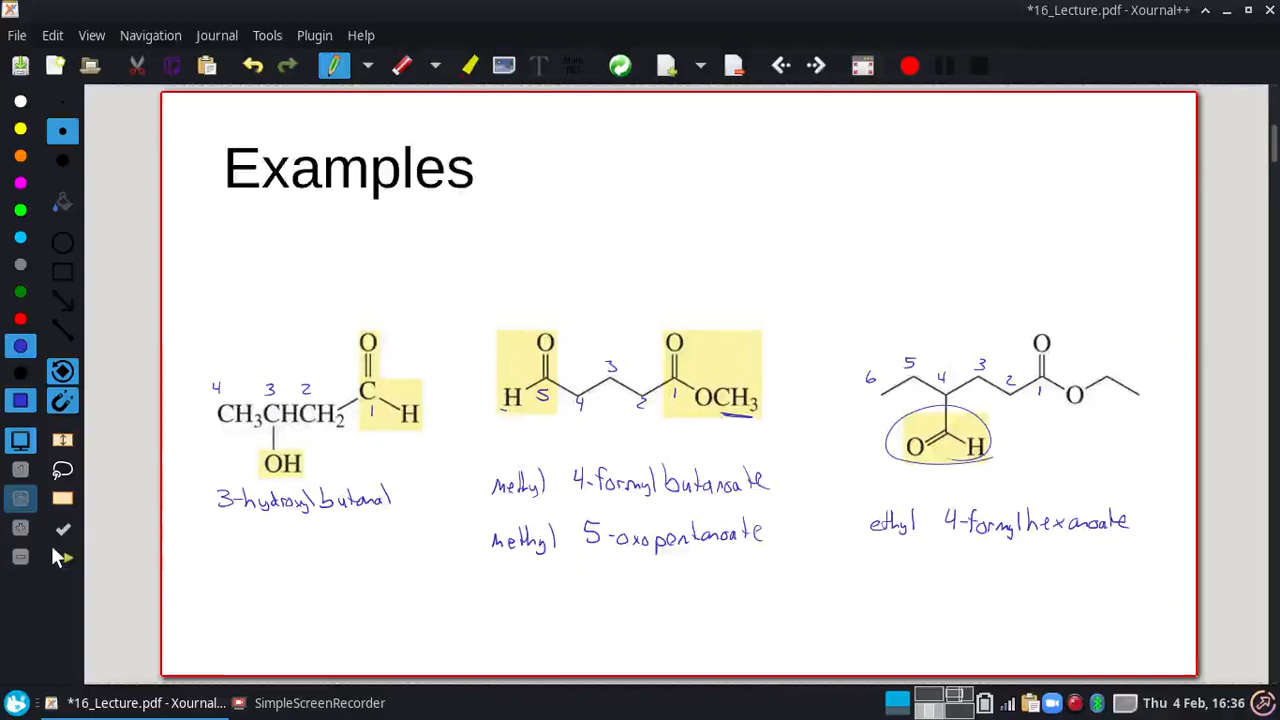 *16_Lecture.pdf - Xournal++
File Edit View Navigation Journal Tools Plugin Help
Examples
O
4 3 2 C
CH3CHCH2 1 H
OH
3-hydroxylbutanal
O 3 O
H 5 4 2 1 OCH3
methyl 4-formylbutanoate
methyl 5-oxopentanoate
O
6 5 4 3 2 1 O
O H
ethyl 4-formylhexanoate
*16_Lecture.pdf - Xournal... SimpleScreenRecorder Thu 4 Feb, 16:36